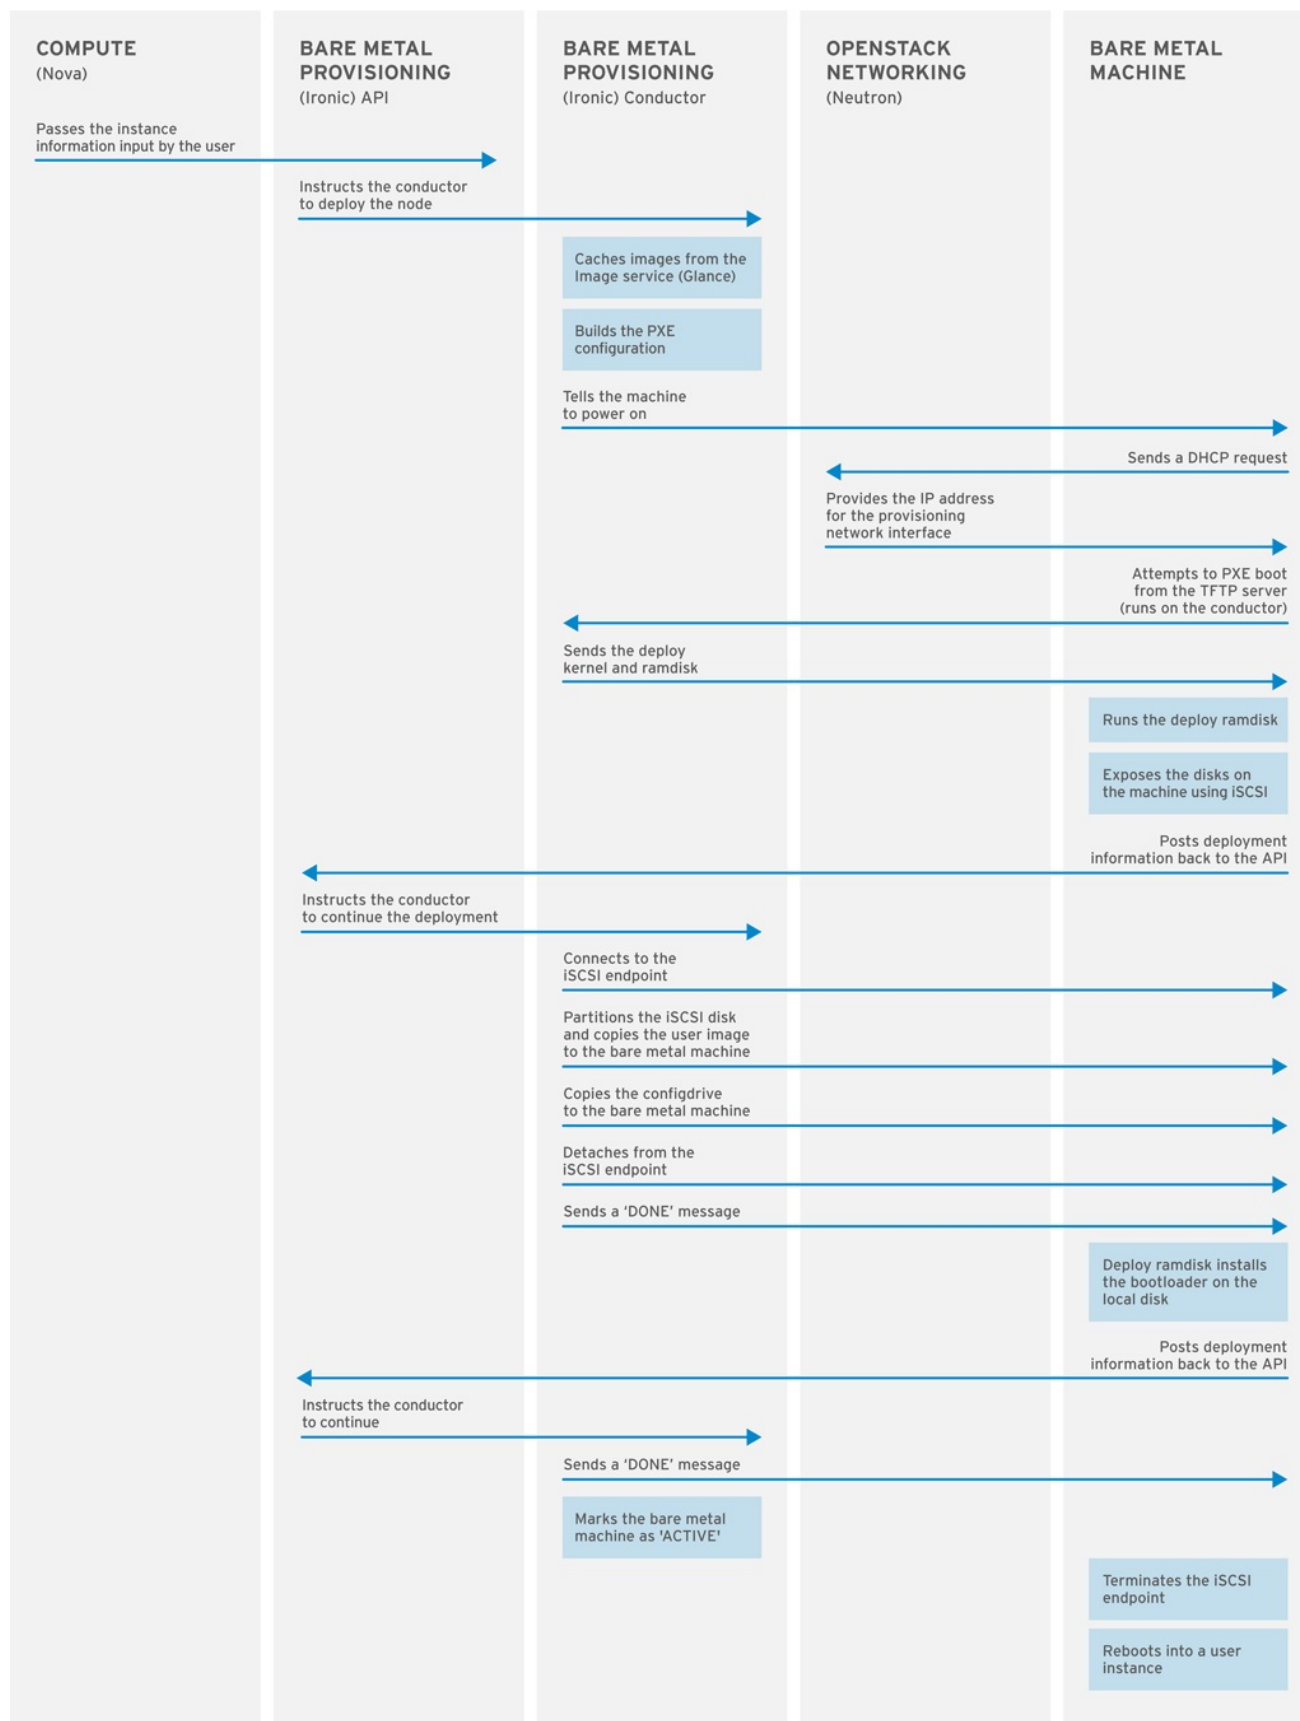 COMPUTE
(Nova)
BARE METAL
PROVISIONING
(Ironic) API
BARE METAL
PROVISIONING
(Ironic) Conductor
OPENSTACK
NETWORKING
(Neutron)
BARE METAL
MACHINE
Passes the instance
information input by the user
Instructs the conductor
to deploy the node
Caches images from the
Image service (Glance)
Builds the PXE
configuration
Tells the machine
to power on
Sends a DHCP request
Provides the IP address
for the provisioning
network interface
Attempts to PXE boot
from the TFTP server
(runs on the conductor)
Sends the deploy
kernel and ramdisk
Runs the deploy ramdisk
Exposes the disks on
the machine using iSCSI
Posts deployment
information back to the API
Instructs the conductor
to continue the deployment
Connects to the
iSCSI endpoint
Partitions the iSCSI disk
and copies the user image
to the bare metal machine
Copies the configdrive
to the bare metal machine
Detaches from the
iSCSI endpoint
Sends a ‘DONE’ message
Deploy ramdisk installs
the bootloader on the
local disk
Posts deployment
information back to the API
Instructs the conductor
to continue
Sends a ‘DONE’ message
Marks the bare metal
machine as 'ACTIVE'
Terminates the iSCSI
endpoint
Reboots into a user
instance